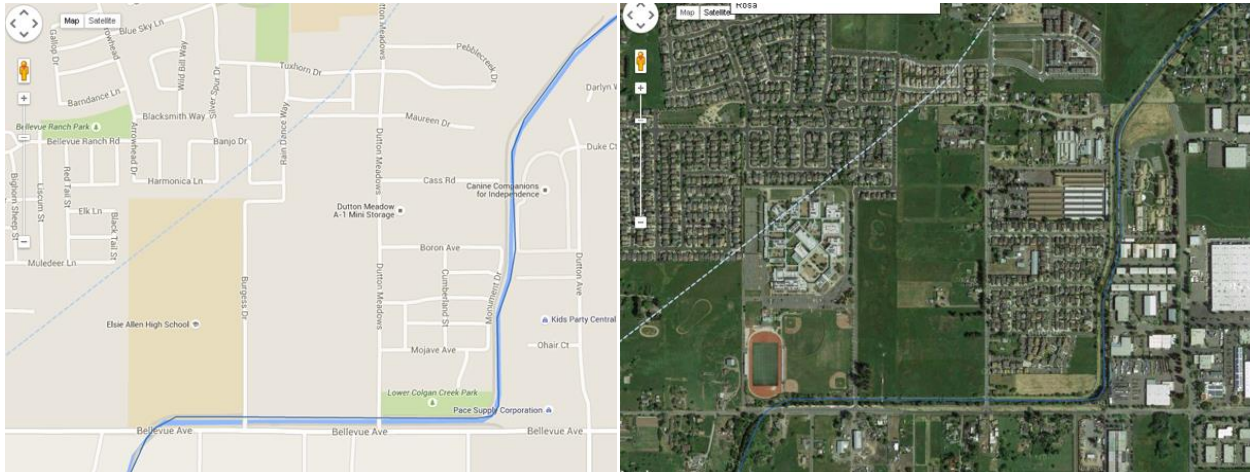 Map
Satellite
Gallop Dr
Arrowhead
Blue Sky Ln
Wild Bill Way
Silver Spur Dr
Tuxhorn Dr
Dutton Meadows
Pebblecreek Dr
Darlyn W
Barndance Ln
Bellevue Ranch Park
Blacksmith Way
Rain Dance Way
Maureen Dr
Bellevue Ranch Rd
Arrowhead Dr
Banjo Dr
Dutton Meadows
Duke Ct
Bighorn Sheep St
Liscum St
Red Tail St
Harmonica Ln
Cass Rd
Canine Companions
for Independence
Elk Ln
Black Tail St
Dutton Meadow
A-1 Mini Storage
Muledeer Ln
Boron Ave
Burgess Dr
Dutton Meadows
Cumberland St
Monument Dr
Dutton Ave
Elsie Allen High School
Kids Party Central
Mojave Ave
Ohair Ct
Lower Colgan Creek Park
Pace Supply Corporation
Bellevue Ave
Bellevue Ave
Bellevue Ave
Map
Satellite
Rosa